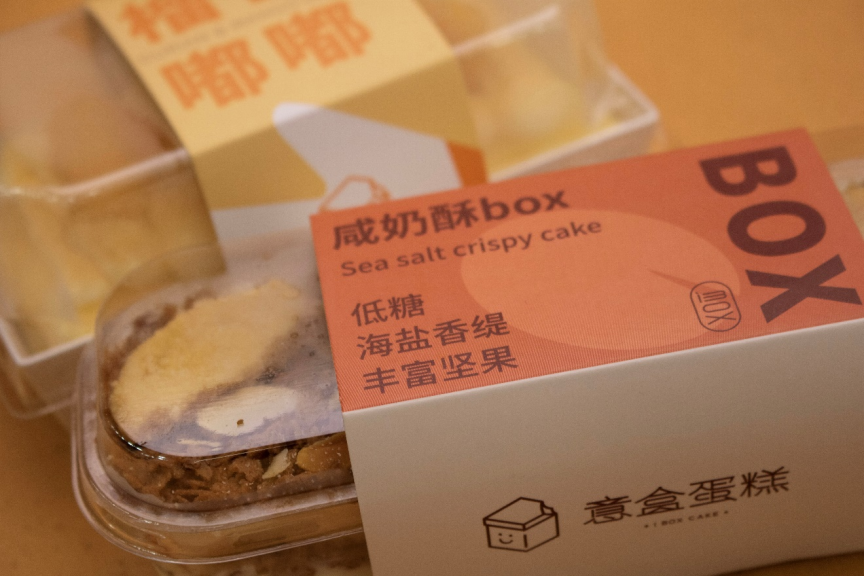 榴
嘟嘟
咸奶酥box
Sea salt crispy cake
低糖
海盐香缇
丰富坚果
BOX
意盒蛋糕
BOX CAKE